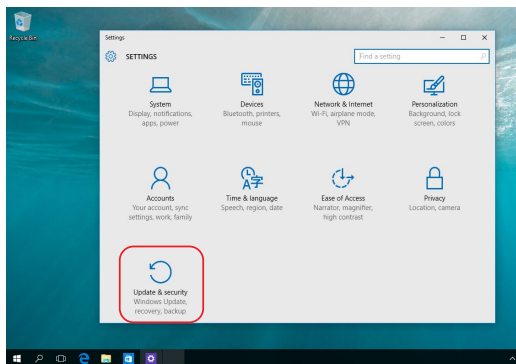 Recycle Bin
Settings
SETTINGS
Find a setting
System
Display, notifications,
apps, power
Devices
Bluetooth, printers,
mouse
Network & Internet
Wi-Fi, airplane mode,
VPN
Personalization
Background, lock
screen, colors
Accounts
Your account, sync
settings, work, family
Time & language
Speech, region, date
Ease of Access
Narrator, magnifier,
high contrast
Privacy
Location, camera
Update & security
Windows Update,
recovery, backup